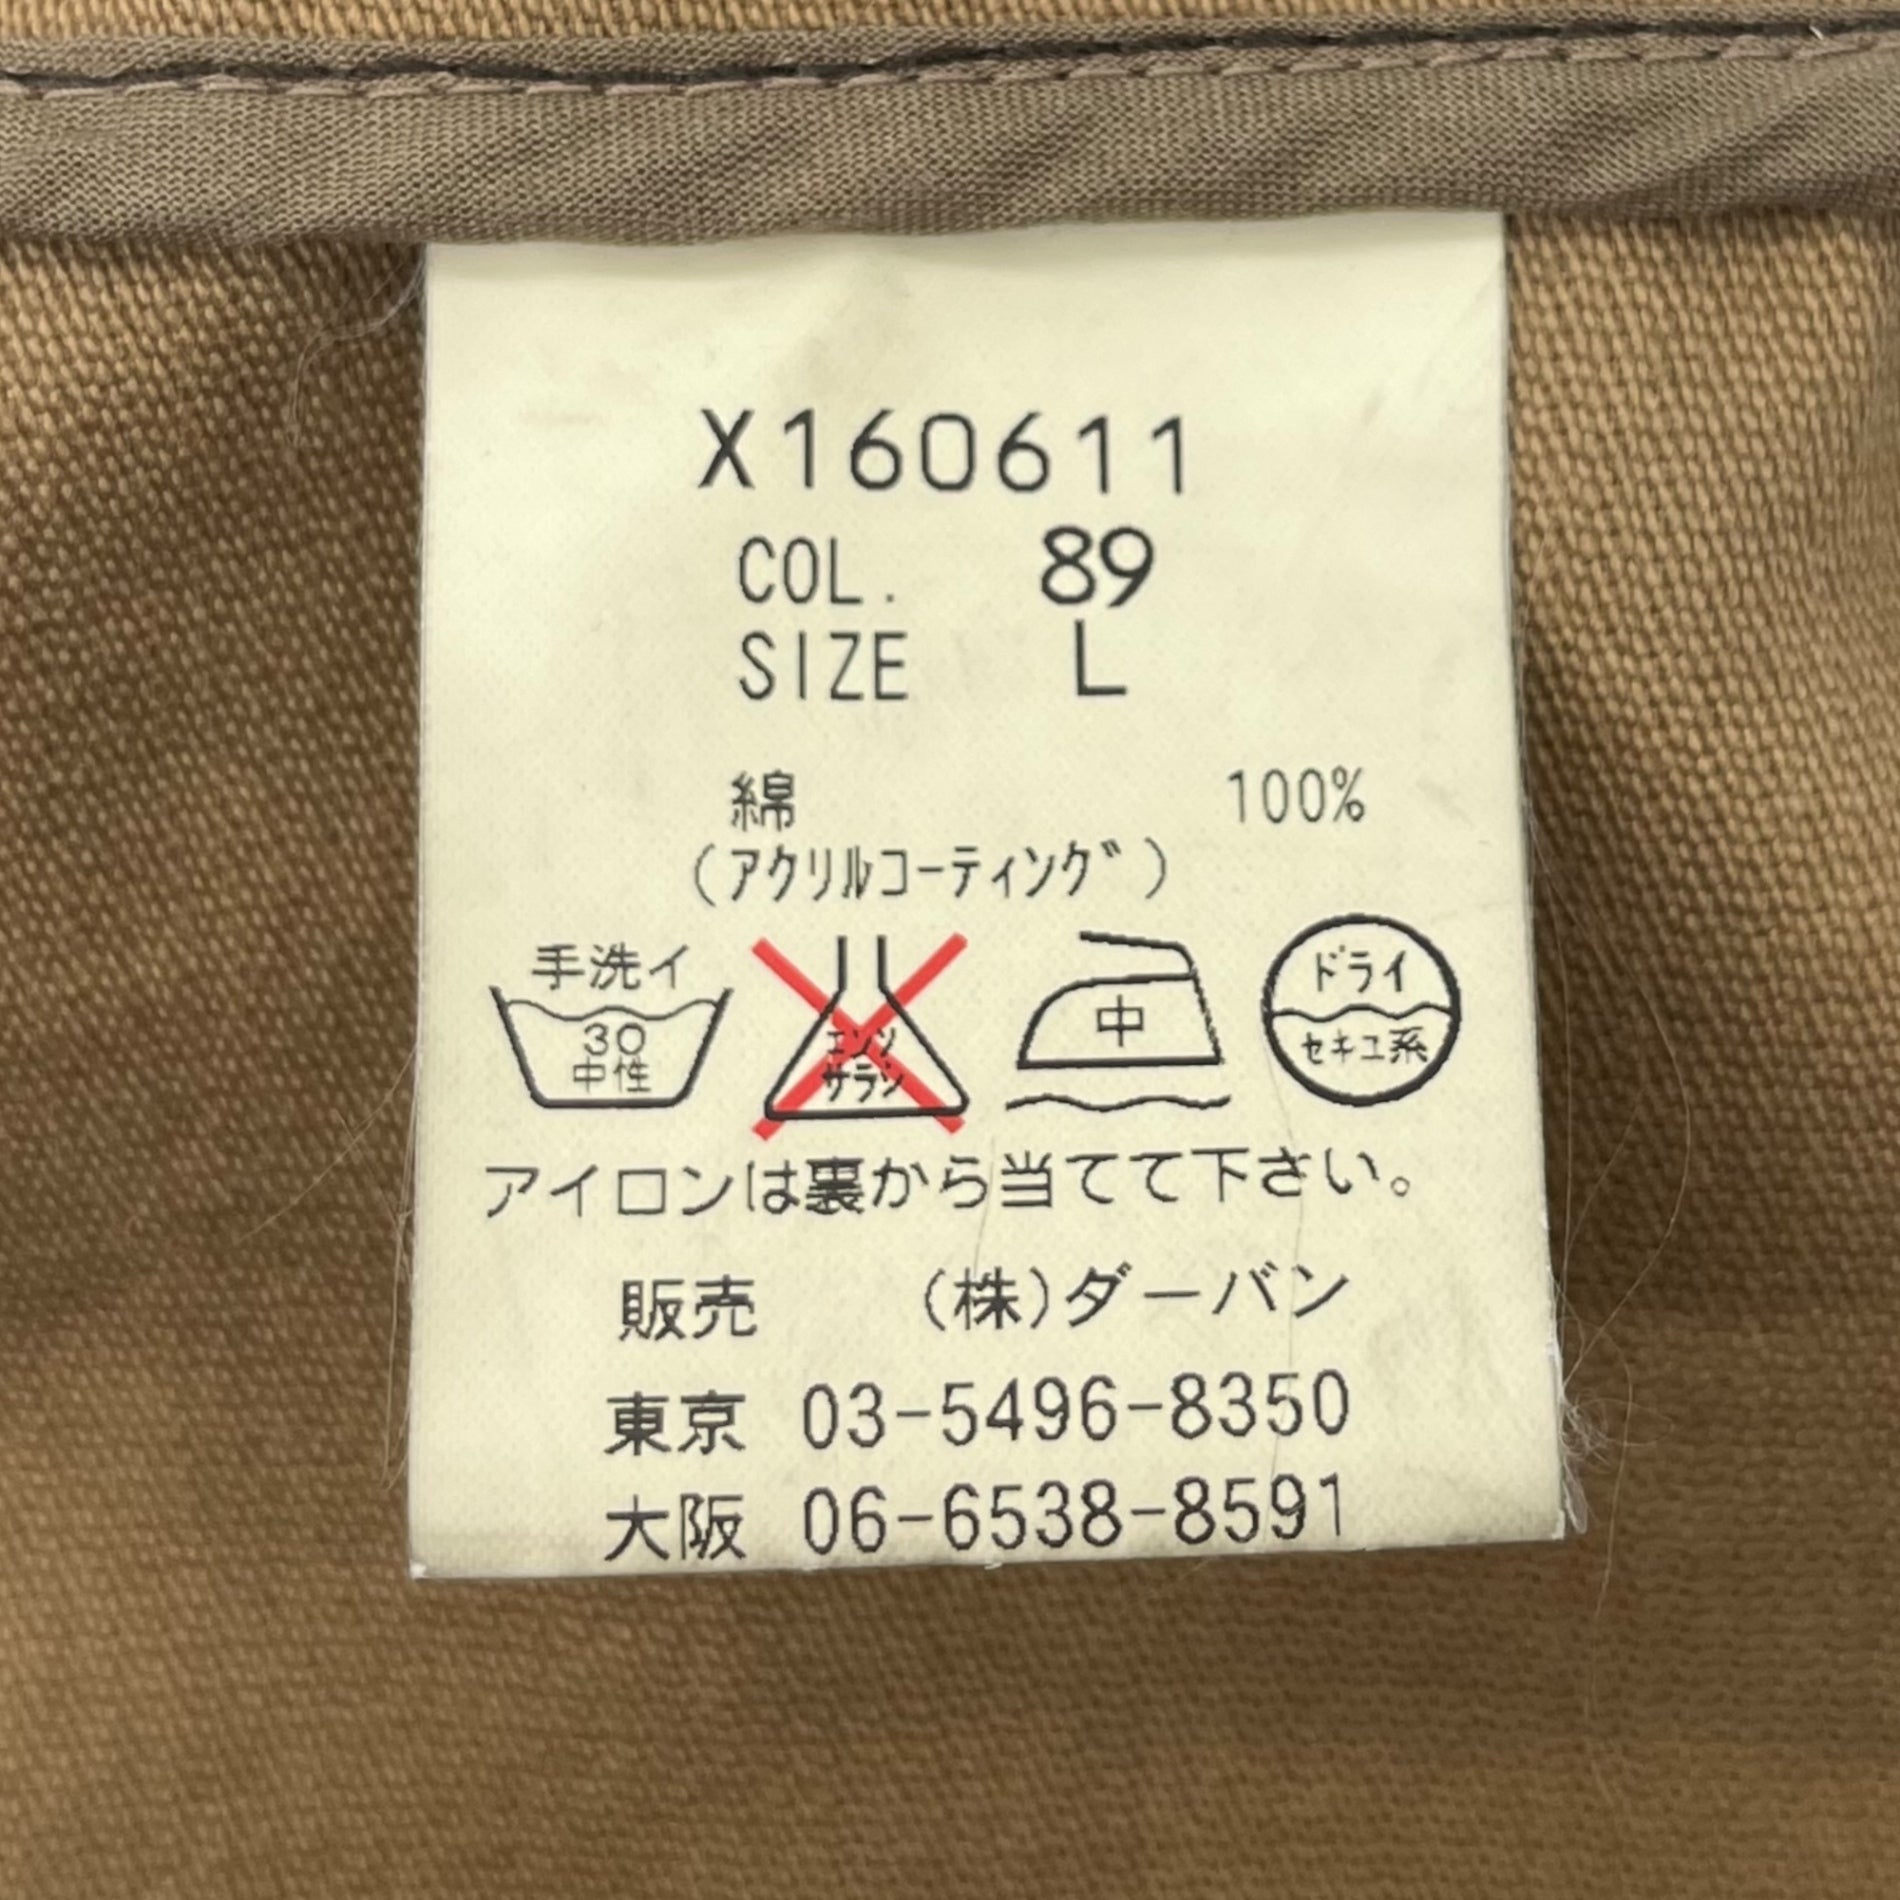 X160611
COL. 89
SIZE L
綿 100%
(アクリルコーティング)
手洗イ
30
中性
エンソ
サラシ
中
ドライ
セキユ系
アイロンは裏から当てて下さい。
販売 (株)ダーバン
東京 03-5496-8350
大阪 06-6538-8591